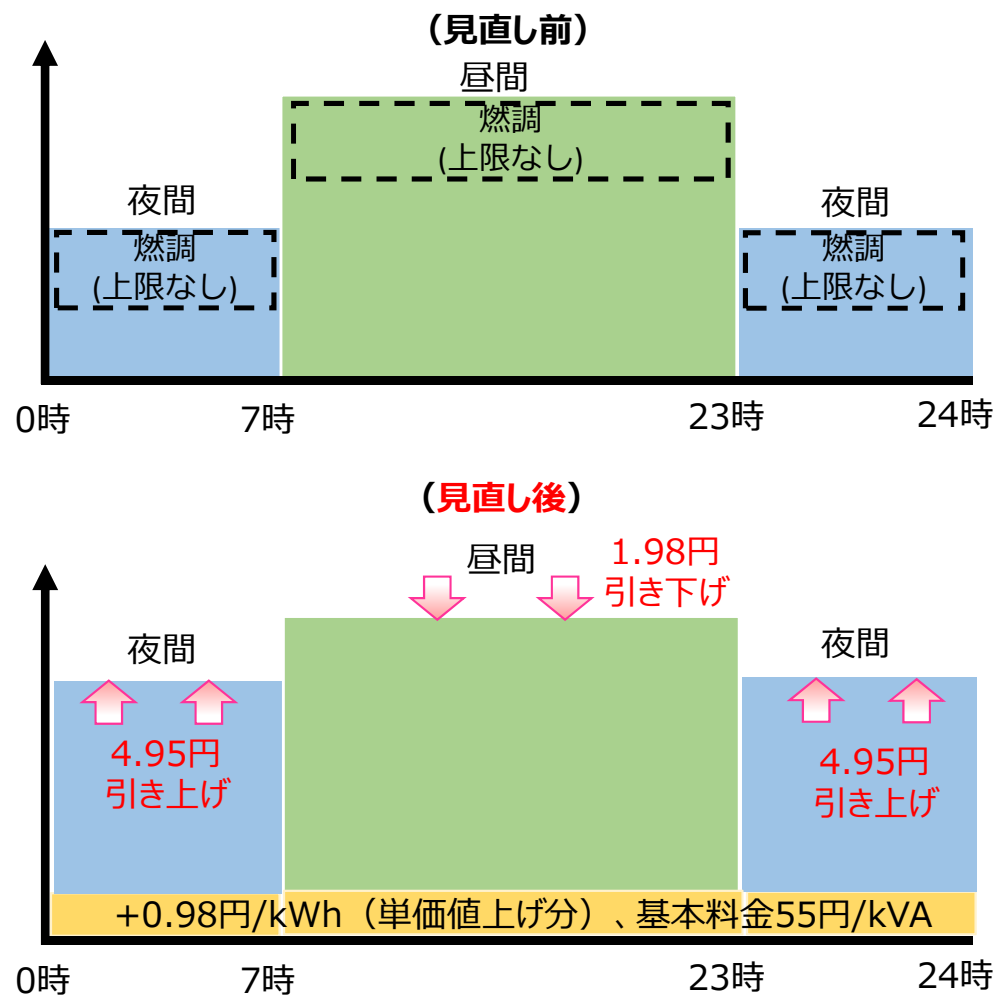 （見直し前）
昼間
燃調
(上限なし)
夜間
燃調
(上限なし)
夜間
燃調
(上限なし)
0時
7時
23時
24時
（見直し後）
昼間
1.98円
引き下げ
夜間
4.95円
引き上げ
夜間
4.95円
引き上げ
+0.98円/kWh（単価値上げ分）、基本料金55円/kVA
0時
7時
23時
24時